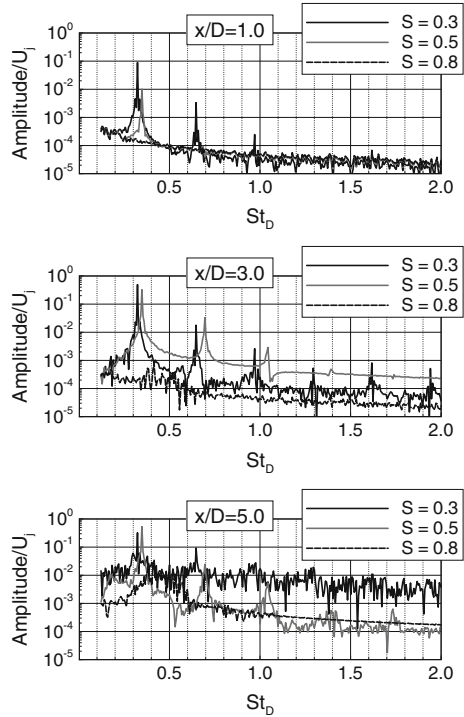 x/D=1.0
S = 0.3
S = 0.5
S = 0.8
Amplitude/U_j
10^0
10^-1
10^-2
10^-3
10^-4
10^-5
0.5 1.0 1.5 2.0
St_D
x/D=3.0
S = 0.3
S = 0.5
S = 0.8
Amplitude/U_j
10^0
10^-1
10^-2
10^-3
10^-4
10^-5
0.5 1.0 1.5 2.0
St_D
x/D=5.0
S = 0.3
S = 0.5
S = 0.8
Amplitude/U_j
10^0
10^-1
10^-2
10^-3
10^-4
10^-5
0.5 1.0 1.5 2.0
St_D